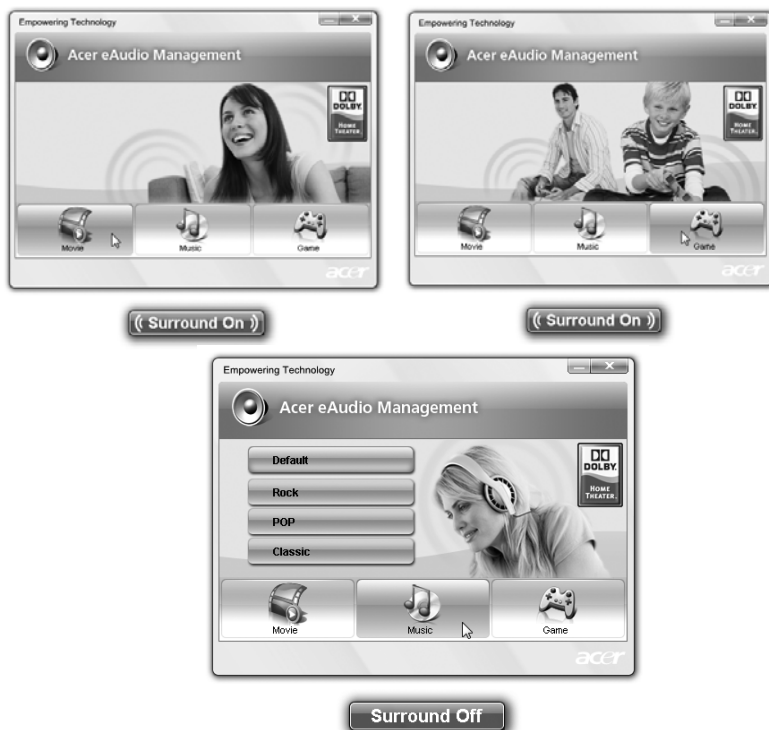 Empowering Technology
Acer eAudio Management
DOLBY
HOME
THEATER
Movie
Music
Game
acer
Surround On
Empowering Technology
Acer eAudio Management
DOLBY
HOME
THEATER
Movie
Music
Game
acer
Surround On
Empowering Technology
Acer eAudio Management
Default
Rock
POP
Classic
DOLBY
HOME
THEATER
Movie
Music
Game
acer
Surround Off